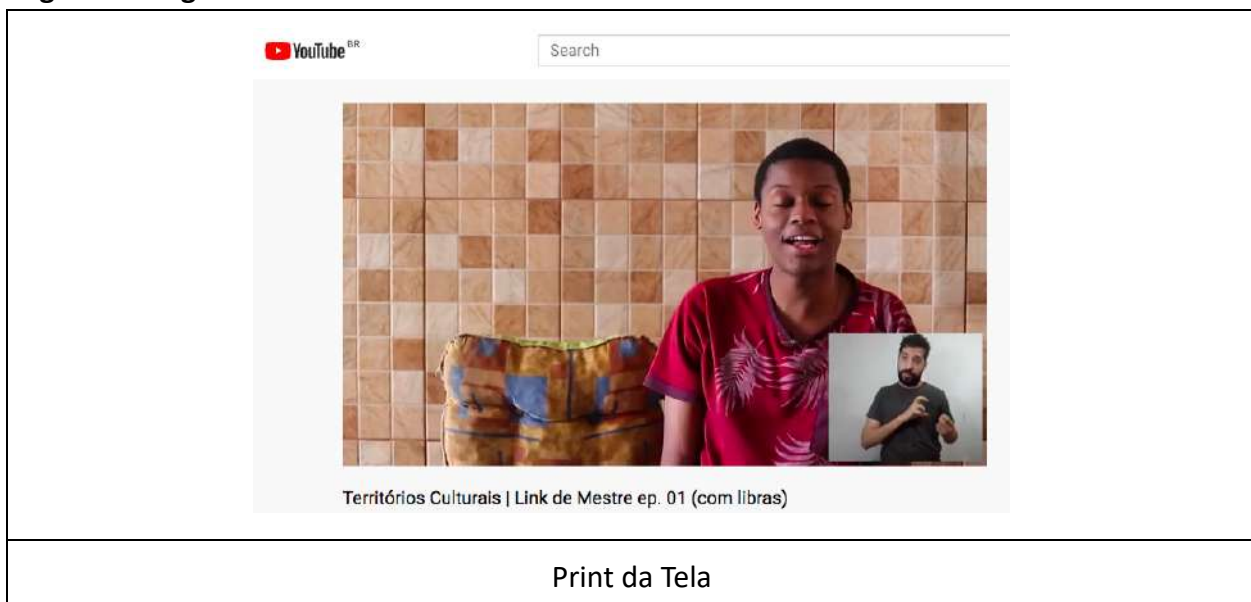 YouTube BR
Search
Territórios Culturais | Link de Mestre ep. 01 (com libras)
Print da Tela